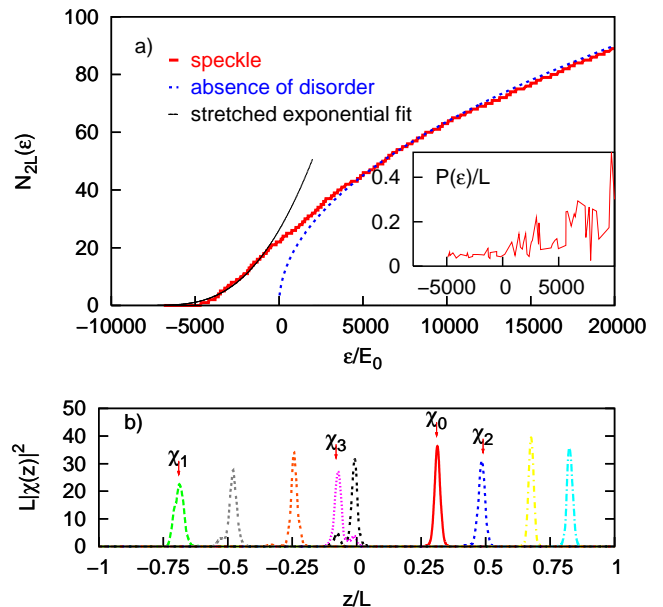 a)
speckle
absence of disorder
stretched exponential fit
N₂L(ε)
100
80
60
40
20
0
-10000 -5000 0 5000 10000 15000 20000
ε/E₀
P(ε)/L
0.4
0.2
0
-5000 0 5000
b)
L|χ(z)|²
50
40
30
20
10
0
χ₁ χ₃ χ₀ χ₂
−1 −0.75 −0.5 −0.25 0 0.25 0.5 0.75 1
z/L